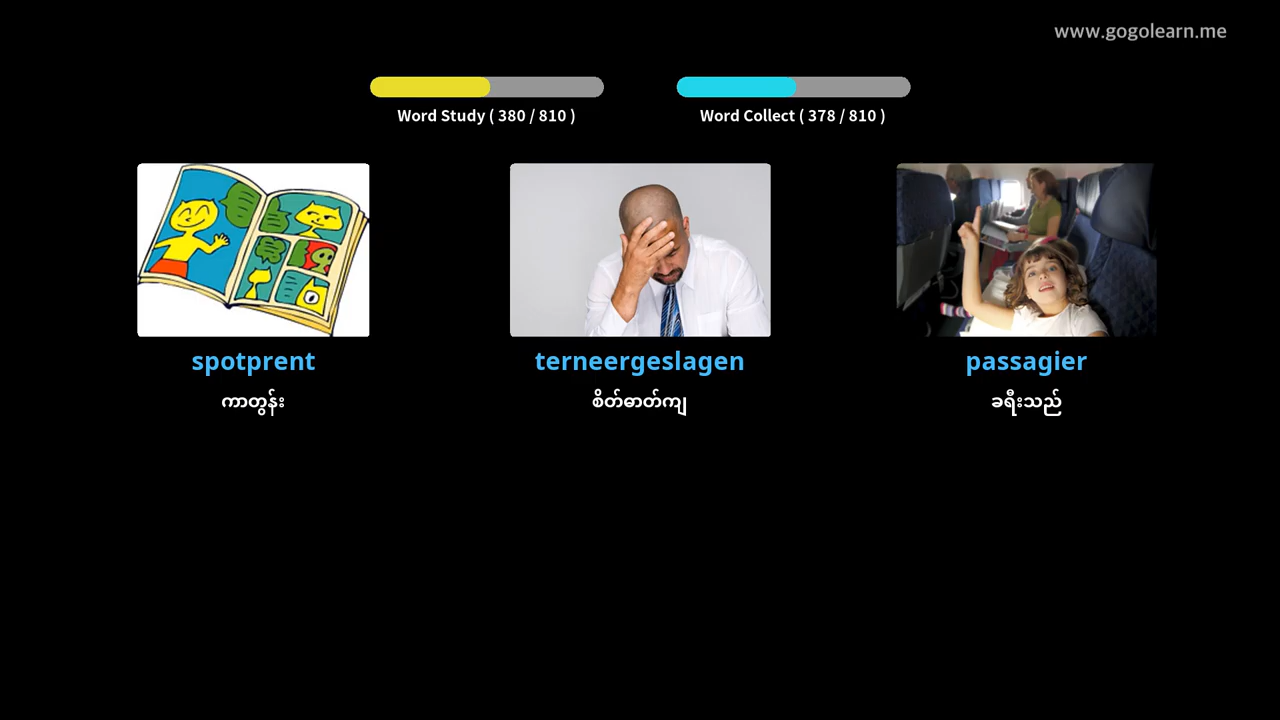 www.gogolearn.me
Word Study ( 380 / 810 )
Word Collect ( 378 / 810 )
spotprent
terneergeslagen
passagier
ကာတွန်း
စိတ်ဓာတ်ကျ
ခရီးသည်